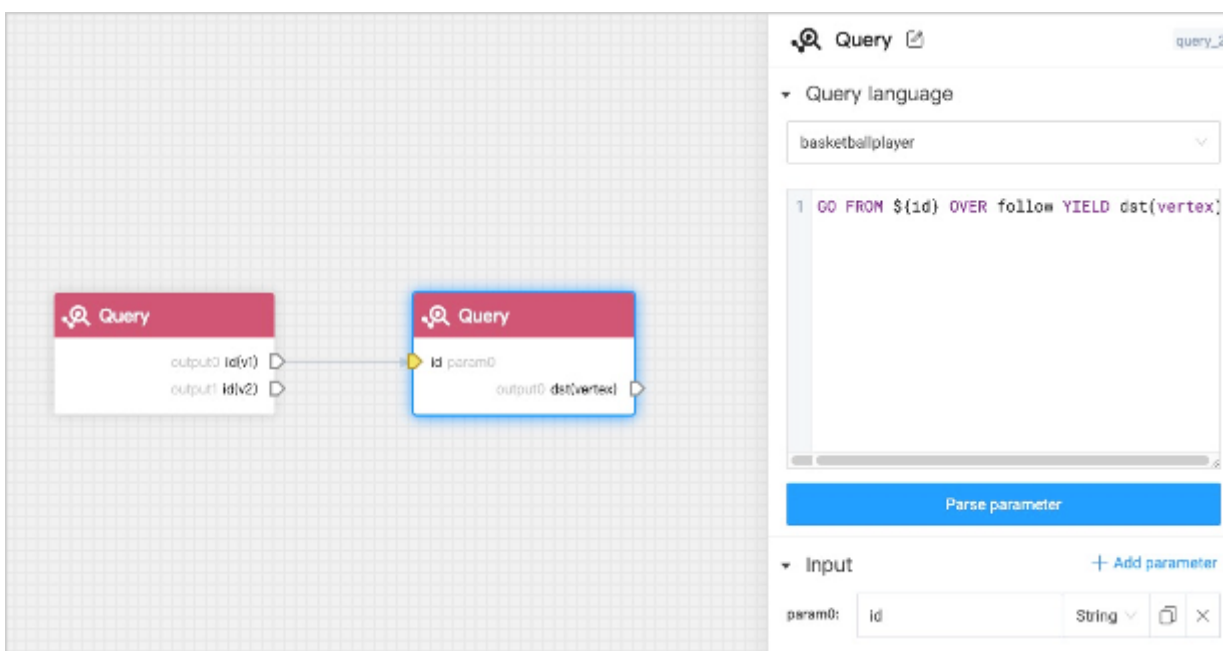 Query
output0 id(v1)
output1 id(v2)
Query
id param0
output0 dst(vertex)
Query
query_2
Query language
basketballplayer
1 GO FROM ${id} OVER follow YIELD dst(vertex)
Parse parameter
Input
+ Add parameter
param0: id String